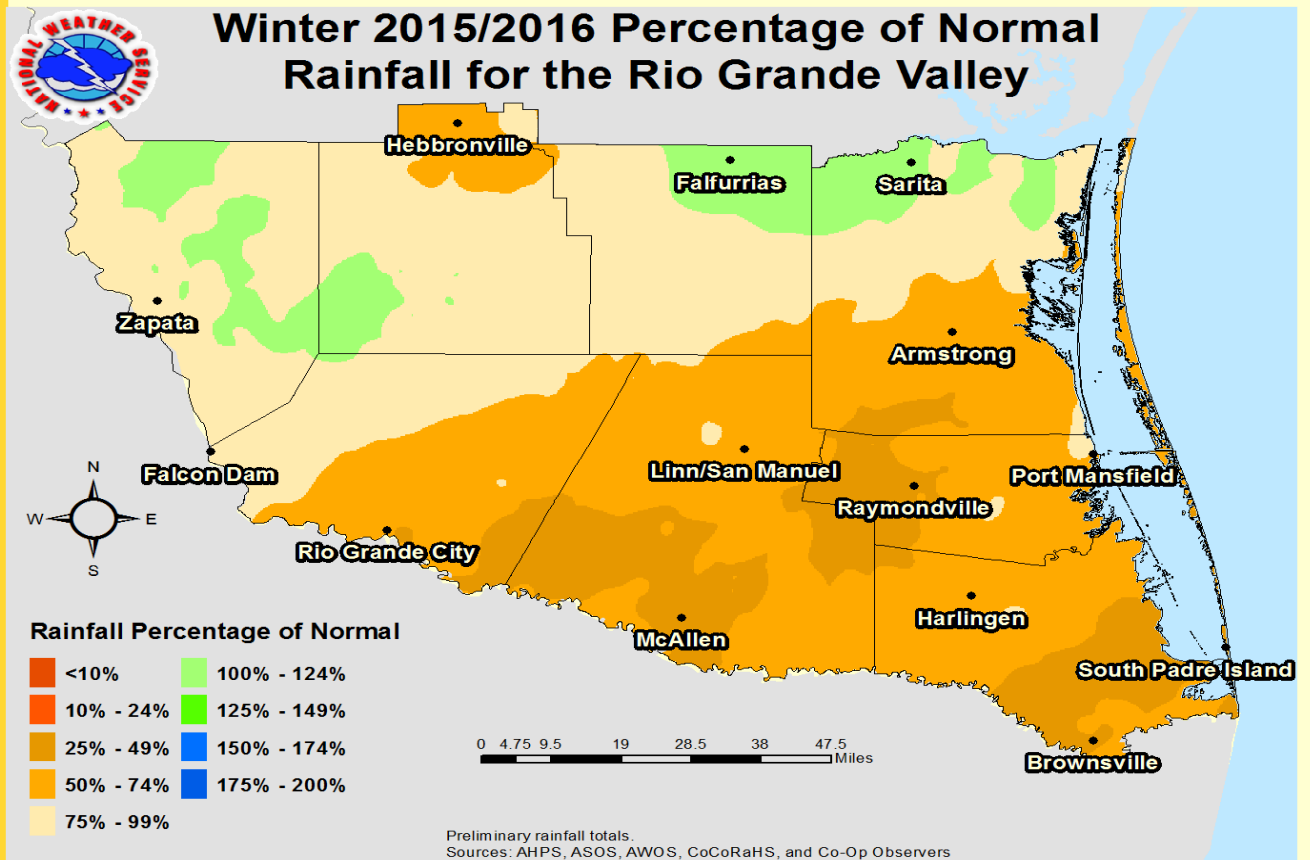 NATIONAL WEATHER SERVICE
Winter 2015/2016 Percentage of Normal
Rainfall for the Rio Grande Valley
Hebbronville
Falfurrias
Sarita
Zapata
Armstrong
Falcon Dam
Linn/San Manuel
Port Mansfield
Raymondville
Rio Grande City
Harlingen
McAllen
South Padre Island
Brownsville
N
W
E
S
Rainfall Percentage of Normal
<10%
10% - 24%
25% - 49%
50% - 74%
75% - 99%
100% - 124%
125% - 149%
150% - 174%
175% - 200%
0 4.75 9.5 19 28.5 38 47.5
Miles
Preliminary rainfall totals.
Sources: AHPS, ASOS, AWOS, CoCoRaHS, and Co-Op Observers